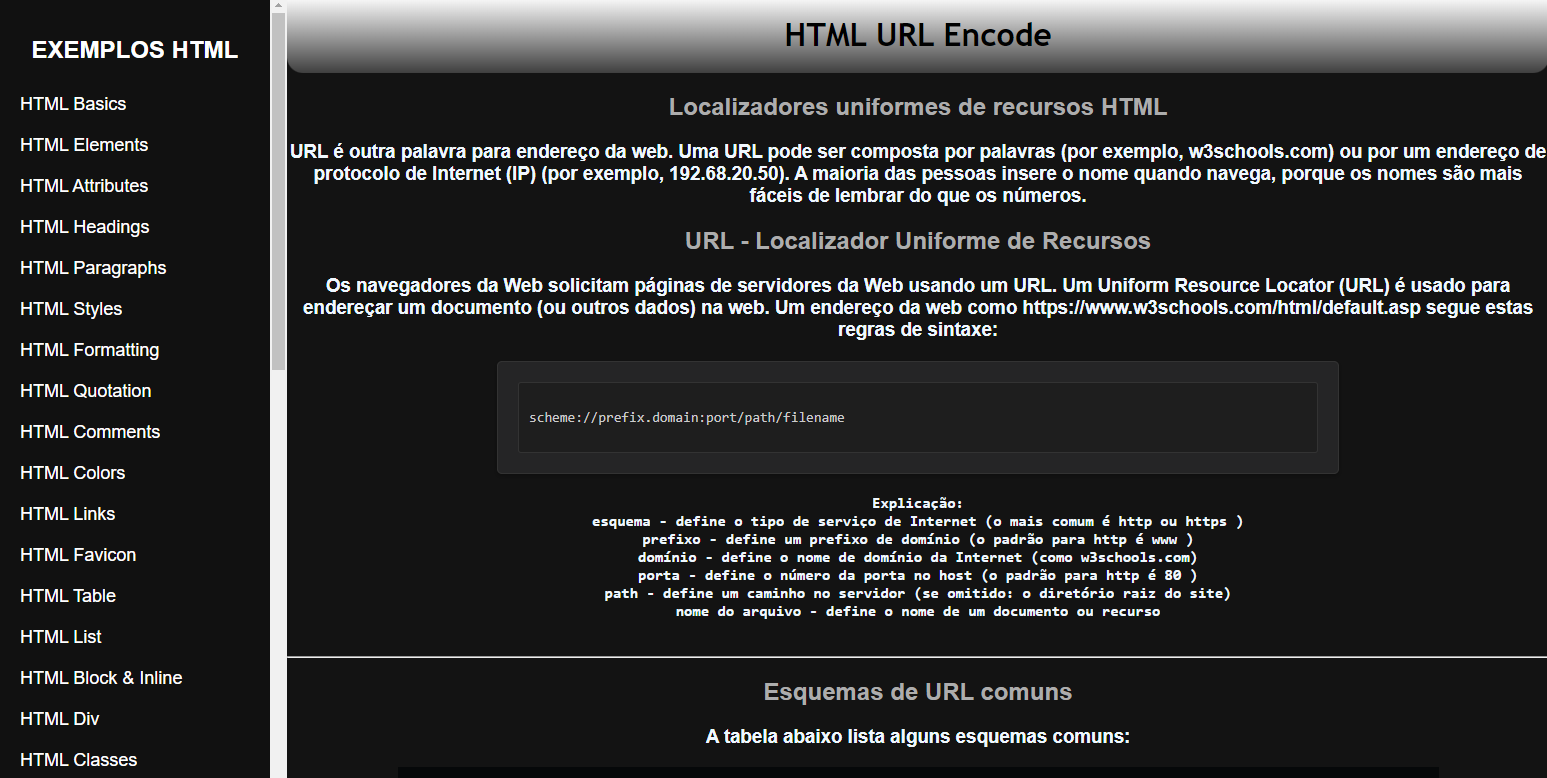 EXEMPLOS HTML
HTML Basics
HTML Elements
HTML Attributes
HTML Headings
HTML Paragraphs
HTML Styles
HTML Formatting
HTML Quotation
HTML Comments
HTML Colors
HTML Links
HTML Favicon
HTML Table
HTML List
HTML Block & Inline
HTML Div
HTML Classes
HTML URL Encode
Localizadores uniformes de recursos HTML
URL é outra palavra para endereço da web. Uma URL pode ser composta por palavras (por exemplo, w3schools.com) ou por um endereço de
protocolo de Internet (IP) (por exemplo, 192.68.20.50). A maioria das pessoas insere o nome quando navega, porque os nomes são mais
fáceis de lembrar do que os números.
URL - Localizador Uniforme de Recursos
Os navegadores da Web solicitam páginas de servidores da Web usando um URL. Um Uniform Resource Locator (URL) é usado para
endereçar um documento (ou outros dados) na web. Um endereço da web como https://www.w3schools.com/html/default.asp segue estas
regras de sintaxe:
scheme://prefix.domain:port/path/filename
Explicação:
esquema - define o tipo de serviço de Internet (o mais comum é http ou https )
prefixo - define um prefixo de domínio (o padrão para http é www )
domínio - define o nome de domínio da Internet (como w3schools.com)
porta - define o número da porta no host (o padrão para http é 80 )
path - define um caminho no servidor (se omitido: o diretório raiz do site)
nome do arquivo - define o nome de um documento ou recurso
Esquemas de URL comuns
A tabela abaixo lista alguns esquemas comuns: